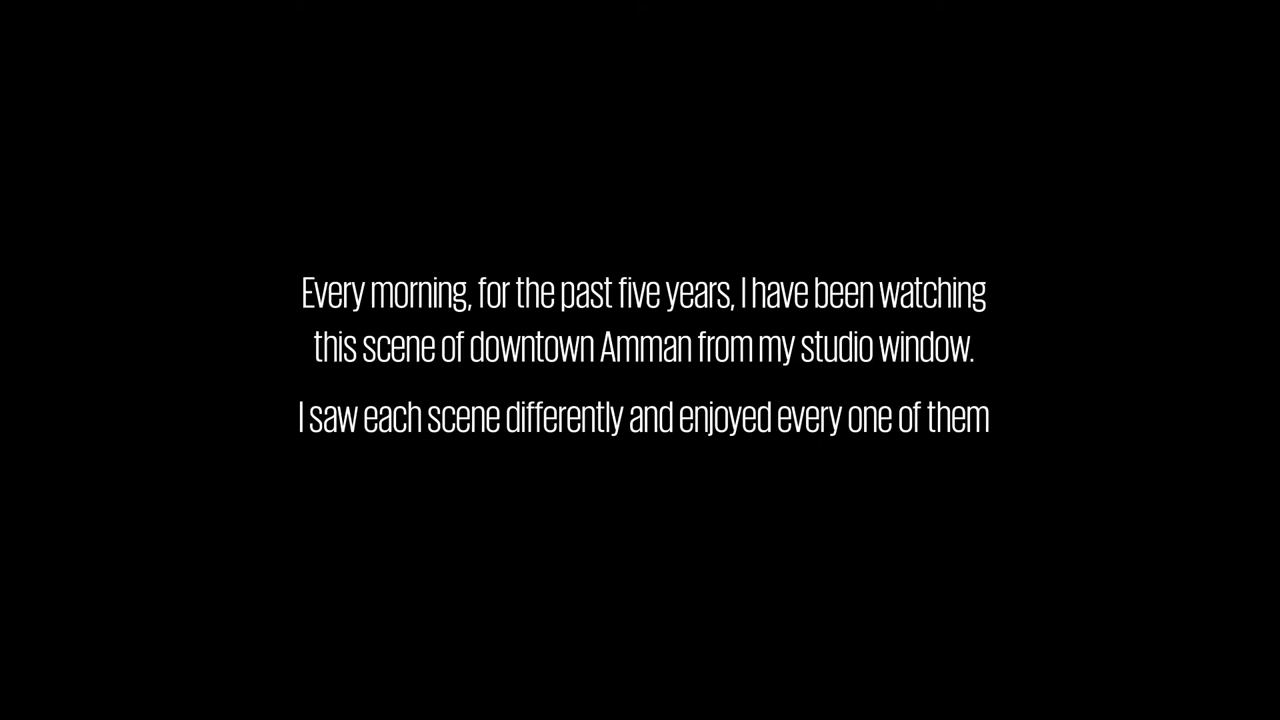 Every morning, for the past five years, I have been watching
this scene of downtown Amman from my studio window.
I saw each scene differently and enjoyed every one of them